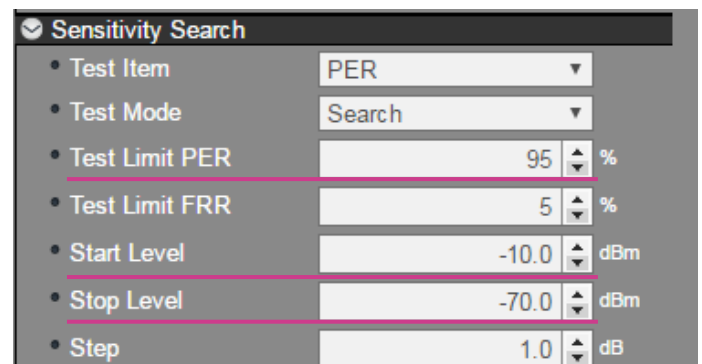 Sensitivity Search
Test Item PER
Test Mode Search
Test Limit PER 95 %
Test Limit FRR 5 %
Start Level -10.0 dBm
Stop Level -70.0 dBm
Step 1.0 dB